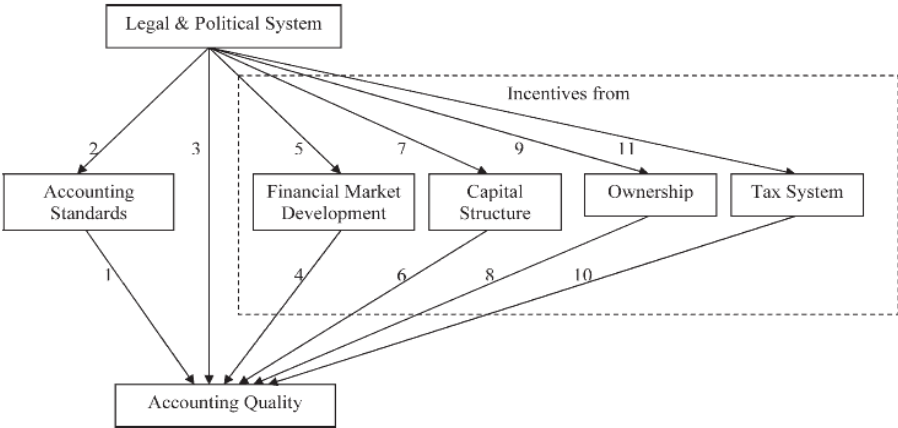 Legal & Political System
Incentives from
2
3
5
7
9
11
Accounting
Standards
Financial Market
Development
Capital
Structure
Ownership
Tax System
1
4
6
8
10
Accounting Quality